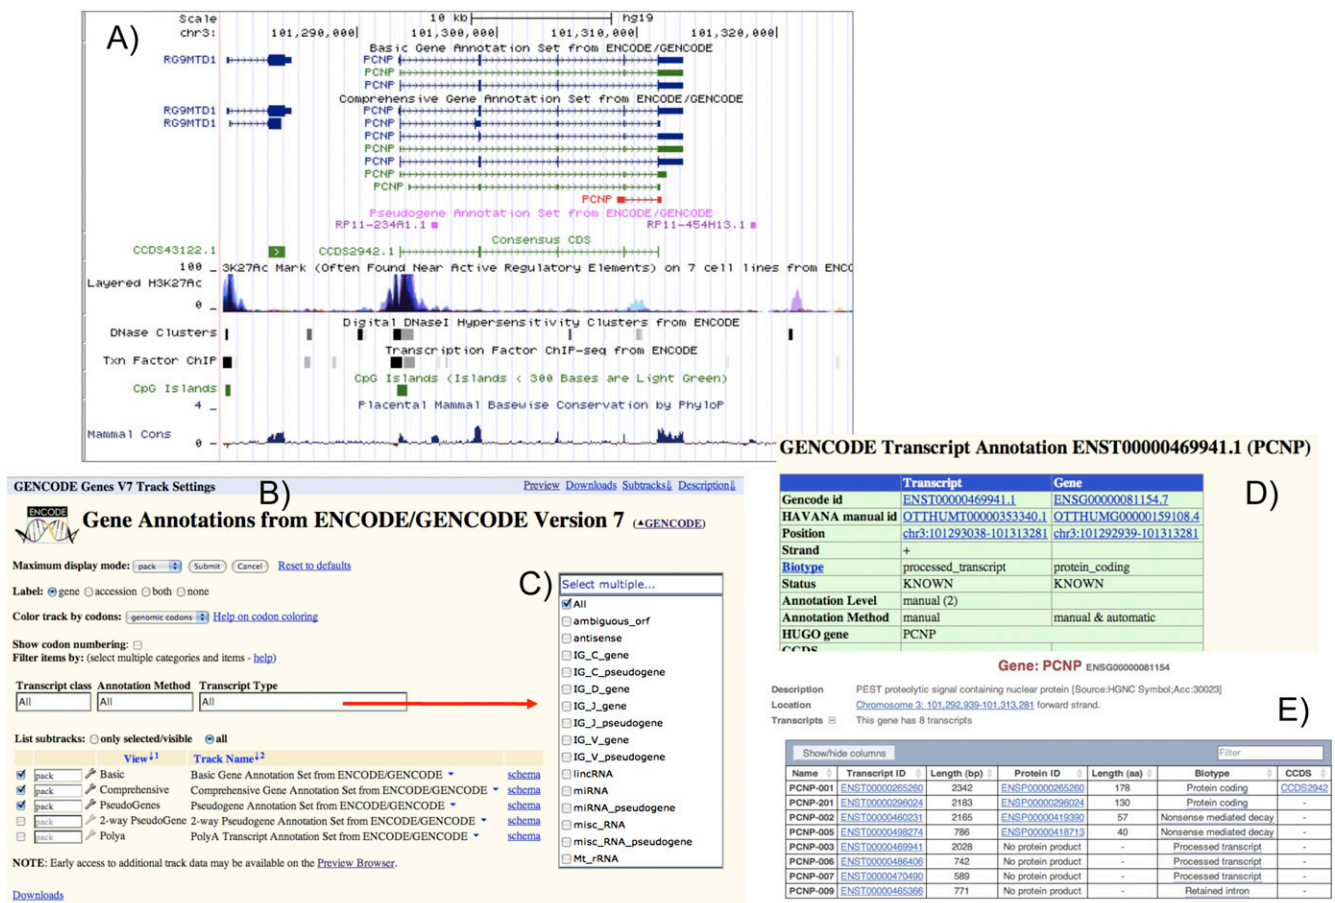 A)
Scale 10 kb hg19
chr3: 101,290,000 101,300,000 101,310,000 101,320,000
Basic Gene Annotation Set from ENCODE/GENCODE
RG9MTD1 PCNP
PCNP
PCNP
Comprehensive Gene Annotation Set from ENCODE/GENCODE
RG9MTD1 PCNP
RG9MTD1 PCNP
PCNP
PCNP
PCNP
PCNP
PCNP
PCNP
Pseudogene Annotation Set from ENCODE/GENCODE
RP11-234A1.1 RP11-454H13.1
Consensus CDS
CCDS43122.1 CCDS2942.1
100 _ 3K27Ac Mark (Often Found Near Active Regulatory Elements) on 7 cell lines from ENCO
Layered H3K27Ac
0 _
Digital DNaseI Hypersensitivity Clusters from ENCODE
DNase Clusters
Transcription Factor ChIP-seq from ENCODE
Txn Factor ChIP
CpG Islands (Islands < 300 Bases are Light Green)
CpG Islands
4 _ Placental Mammal Basewise Conservation by PhyloP
Mammal Cons
0 _
GENCODE Genes V7 Track Settings B) Preview Downloads Subtracks⇓ Description⇓
ENCODE
Gene Annotations from ENCODE/GENCODE Version 7 (▲GENCODE)
Maximum display mode: pack Submit Cancel Reset to defaults
Label: gene accession both none
Color track by codons: genomic codons Help on codon coloring
Show codon numbering:
Filter items by: (select multiple categories and items - help)
Transcript class Annotation Method Transcript Type
All All All
List subtracks: only selected/visible all
View↓1 Track Name↓2
pack Basic Basic Gene Annotation Set from ENCODE/GENCODE schema
pack Comprehensive Comprehensive Gene Annotation Set from ENCODE/GENCODE schema
pack PseudoGenes Pseudogene Annotation Set from ENCODE/GENCODE schema
pack 2-way PseudoGene 2-way Pseudogene Annotation Set from ENCODE/GENCODE schema
pack Polya PolyA Transcript Annotation Set from ENCODE/GENCODE schema
NOTE: Early access to additional track data may be available on the Preview Browser.
Downloads
C)
Select multiple...
All
ambiguous_orf
antisense
IG_C_gene
IG_C_pseudogene
IG_D_gene
IG_J_gene
IG_J_pseudogene
IG_V_gene
IG_V_pseudogene
lincRNA
miRNA
miRNA_pseudogene
misc_RNA
misc_RNA_pseudogene
Mt_rRNA
GENCODE Transcript Annotation ENST00000469941.1 (PCNP)
D)
Transcript Gene
Gencode id ENST00000469941.1 ENSG00000081154.7
HAVANA manual id OTTHUMT00000353340.1 OTTHUMG00000159108.4
Position chr3:101293038-101313281 chr3:101292939-101313281
Strand +
Biotype processed_transcript protein_coding
Status KNOWN KNOWN
Annotation Level manual (2)
Annotation Method manual manual & automatic
HUGO gene PCNP
CCDS
Gene: PCNP ENSG00000081154
E)
Description PEST proteolytic signal containing nuclear protein [Source:HGNC Symbol;Acc:30023]
Location Chromosome 3: 101,292,939-101,313,281 forward strand.
Transcripts This gene has 8 transcripts
Show/hide columns Filter
Name Transcript ID Length (bp) Protein ID Length (aa) Biotype CCDS
PCNP-001 ENST00000265260 2342 ENSP00000265260 178 Protein coding CCDS2942
PCNP-201 ENST00000296024 2183 ENSP00000296024 130 Protein coding -
PCNP-002 ENST00000460231 2165 ENSP00000419390 57 Nonsense mediated decay -
PCNP-005 ENST00000498274 786 ENSP00000418713 40 Nonsense mediated decay -
PCNP-003 ENST00000469941 2028 No protein product - Processed transcript -
PCNP-006 ENST00000486406 742 No protein product - Processed transcript -
PCNP-007 ENST00000470490 589 No protein product - Processed transcript -
PCNP-009 ENST00000465366 771 No protein product - Retained intron -